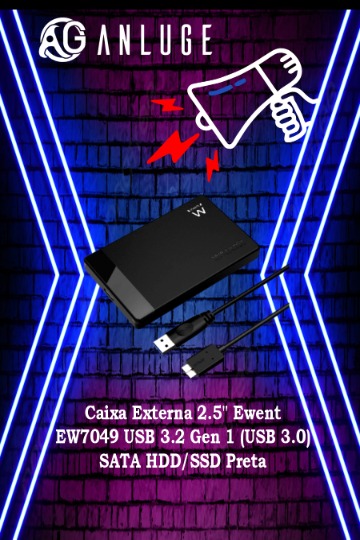 AG ANLUGE
Caixa Externa 2.5" Ewent
EW7049 USB 3.2 Gen 1 (USB 3.0)
SATA HDD/SSD Preta